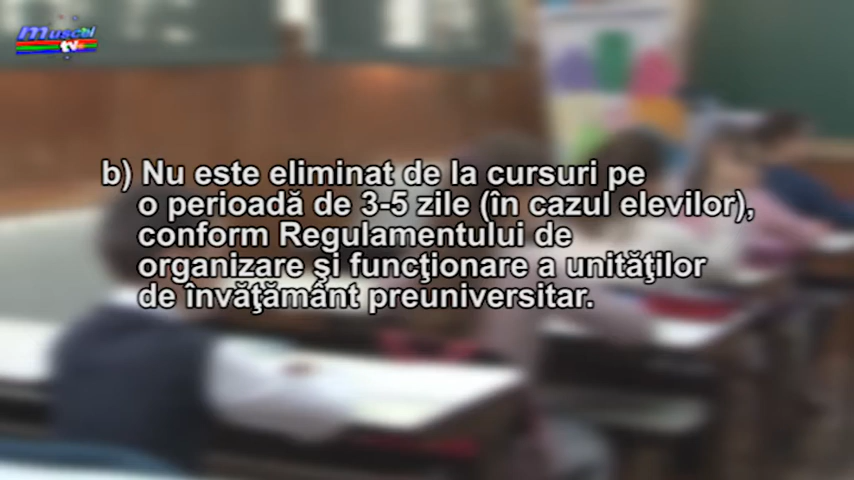 muscel
tv
b) Nu este eliminat de la cursuri pe
o perioadă de 3-5 zile (în cazul elevilor),
conform Regulamentului de
organizare şi funcţionare a unităţilor
de învăţământ preuniversitar.